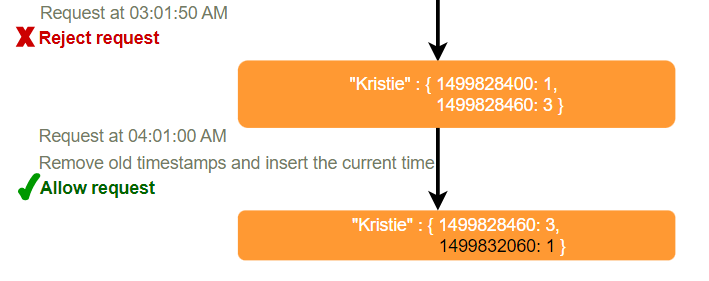 Request at 03:01:50 AM
Reject request
"Kristie" : { 1499828400: 1,
1499828460: 3 }
Request at 04:01:00 AM
Remove old timestamps and insert the current time
Allow request
"Kristie" : { 1499828460: 3,
1499832060: 1 }